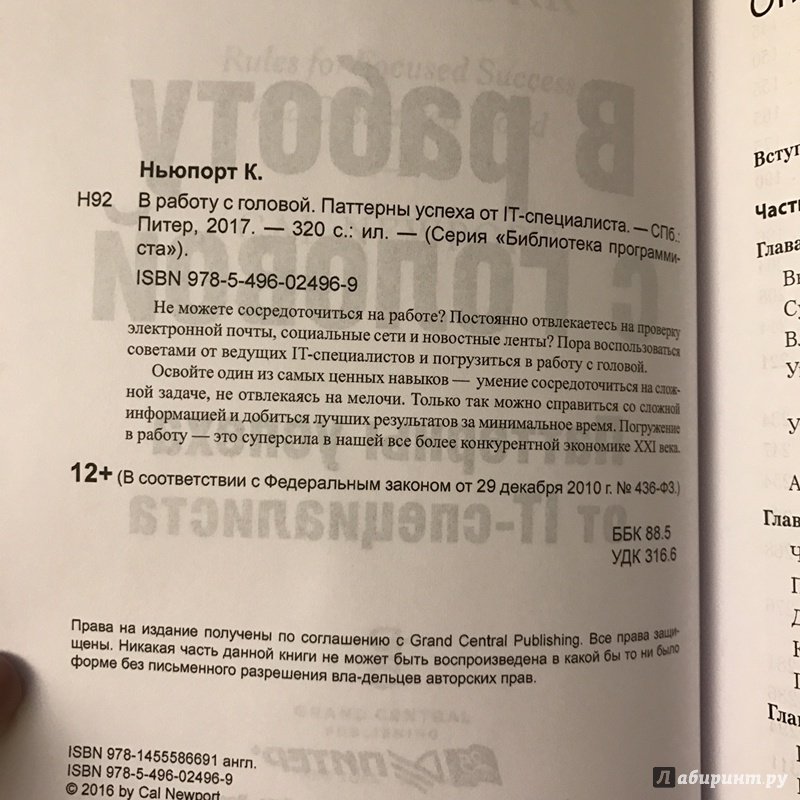 Ньюпорт К.
Н92 В работу с головой. Паттерны успеха от IT-специалиста. — СПб.:
Питер, 2017. — 320 с.: ил. — (Серия «Библиотека программи-
ста»).
ISBN 978-5-496-02496-9
Не можете сосредоточиться на работе? Постоянно отвлекаетесь на проверку
электронной почты, социальные сети и новостные ленты? Пора воспользоваться
советами от ведущих IT-специалистов и погрузиться в работу с головой.
Освойте один из самых ценных навыков — умение сосредоточиться на слож-
ной задаче, не отвлекаясь на мелочи. Только так можно справиться со сложной
информацией и добиться лучших результатов за минимальное время. Погружение
в работу — это суперсила в нашей все более конкурентной экономике XXI века.
12+ (В соответствии с Федеральным законом от 29 декабря 2010 г. № 436-ФЗ.)
ББК 88.5
УДК 316.6
Права на издание получены по соглашению с Grand Central Publishing. Все права защи-
щены. Никакая часть данной книги не может быть воспроизведена в какой бы то ни было
форме без письменного разрешения вла-дельцев авторских прав.
ISBN 978-1455586691 англ.
ISBN 978-5-496-02496-9
© 2016 by Cal Newport
Глава
Глав
Глав
Лабиринт.ру